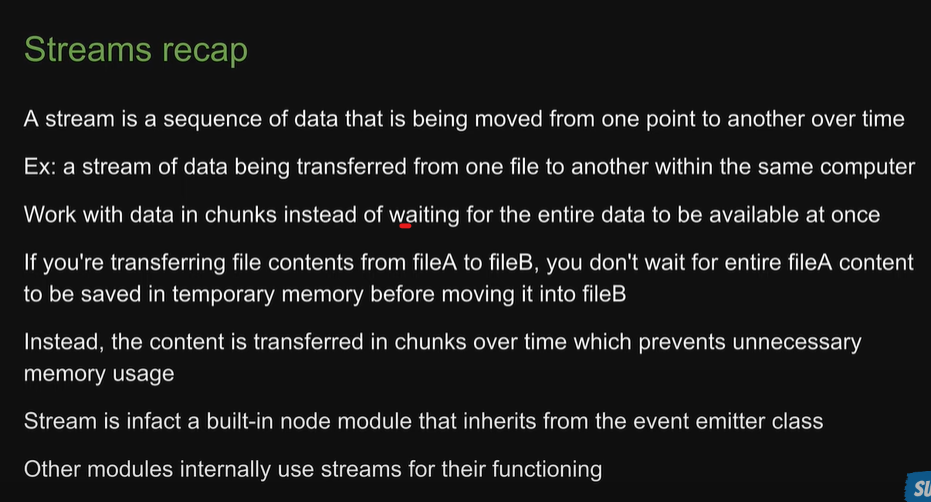 Streams recap
A stream is a sequence of data that is being moved from one point to another over time
Ex: a stream of data being transferred from one file to another within the same computer
Work with data in chunks instead of waiting for the entire data to be available at once
If you're transferring file contents from fileA to fileB, you don't wait for entire fileA content
to be saved in temporary memory before moving it into fileB
Instead, the content is transferred in chunks over time which prevents unnecessary
memory usage
Stream is infact a built-in node module that inherits from the event emitter class
Other modules internally use streams for their functioning